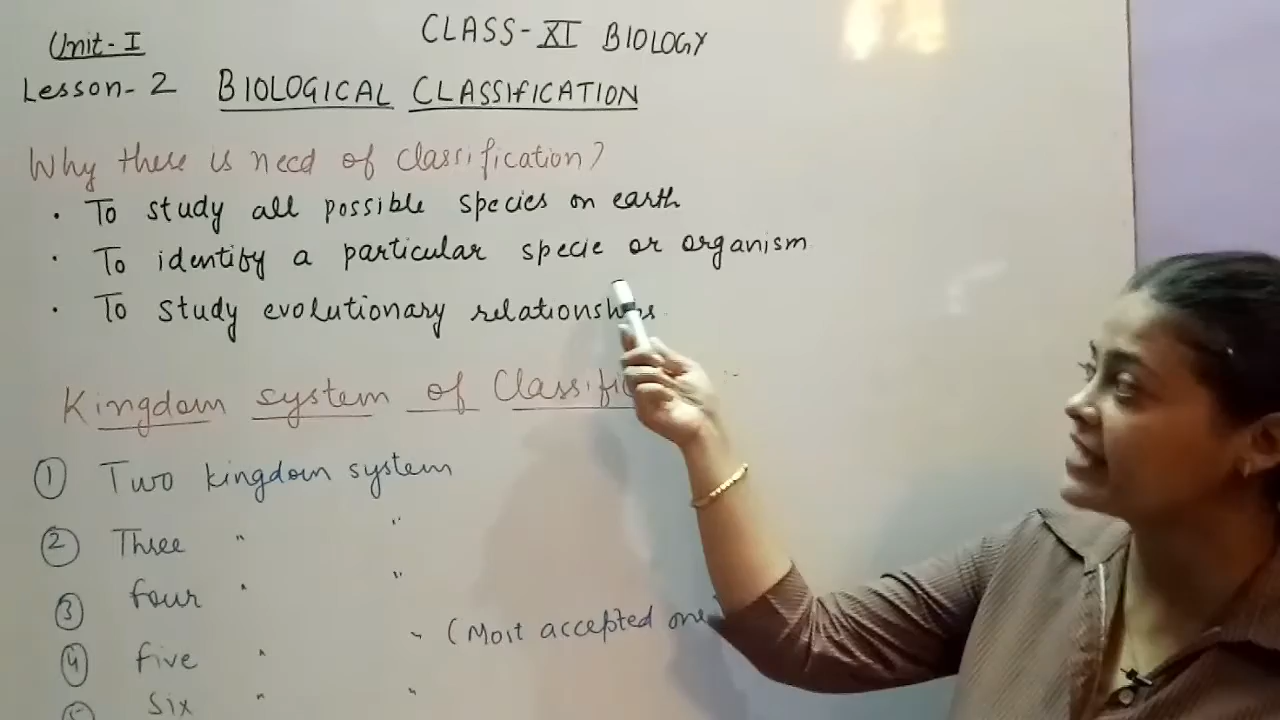 Unit-I
CLASS-XI BIOLOGY
Lesson-2 BIOLOGICAL CLASSIFICATION
Why there is need of classification?
• To study all possible species on earth
• To identify a particular specie or organism
• To study evolutionary
Kingdom system of
① Two kingdom system
② Three " "
③ four " "
④ five " " (Most accepted one
⑤ Six " "